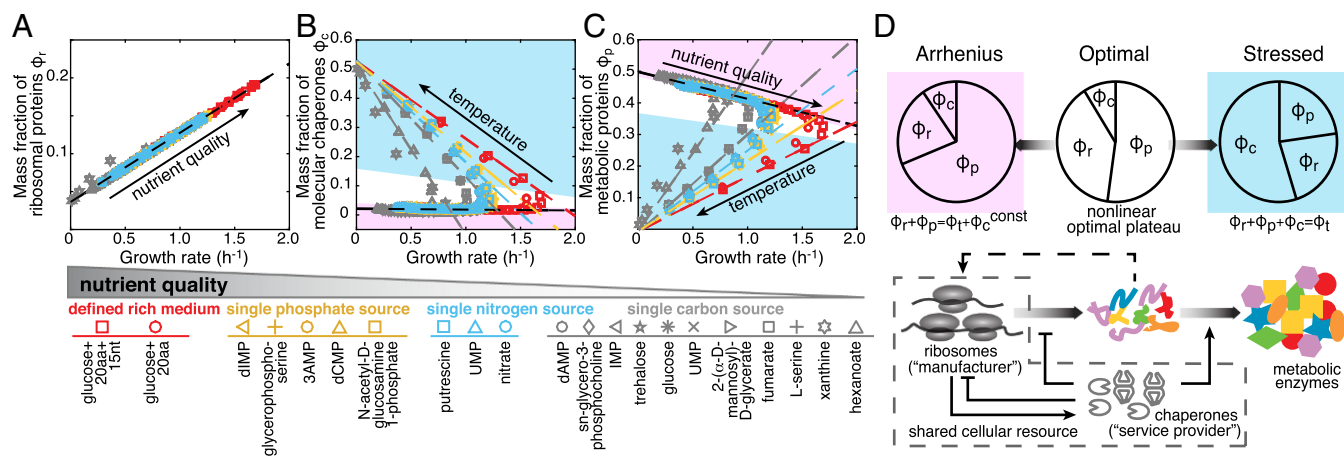 A
Mass fraction of
ribosomal proteins ϕr
0.2
0.1
0
0
0.5
1.0
1.5
2.0
Growth rate (h-1)
nutrient quality
B
Mass fraction of
molecular chaperones ϕc
0.6
0.5
0.4
0.3
0.2
0.1
0
0
0.5
1.0
1.5
2.0
Growth rate (h-1)
temperature
C
Mass fraction of
metabolic proteins ϕp
0.6
0.5
0.4
0.3
0.2
0.1
0
0
0.5
1.0
1.5
2.0
Growth rate (h-1)
nutrient quality
temperature
nutrient quality
defined rich medium
single phosphate source
single nitrogen source
single carbon source
glucose+
20aa+
15nt
glucose+
20aa
dIMP
glycerophospho-
serine
3AMP
dCMP
N-acetyl-D-
glucosamine
1-phosphate
putrescine
UMP
nitrate
dAMP
sn-glycero-3-
phosphocholine
IMP
trehalose
glucose
UMP
2-(α-D-
mannosyl)-
D-glycerate
fumarate
L-serine
xanthine
hexanoate
D
Arrhenius
Optimal
Stressed
ϕc
ϕr
ϕp
ϕc
ϕr
ϕp
ϕp
ϕc
ϕr
ϕr+ϕp=ϕt+ϕc const
nonlinear
optimal plateau
ϕr+ϕp+ϕc=ϕt
ribosomes
("manufacturer")
metabolic
enzymes
chaperones
("service provider")
shared cellular resource